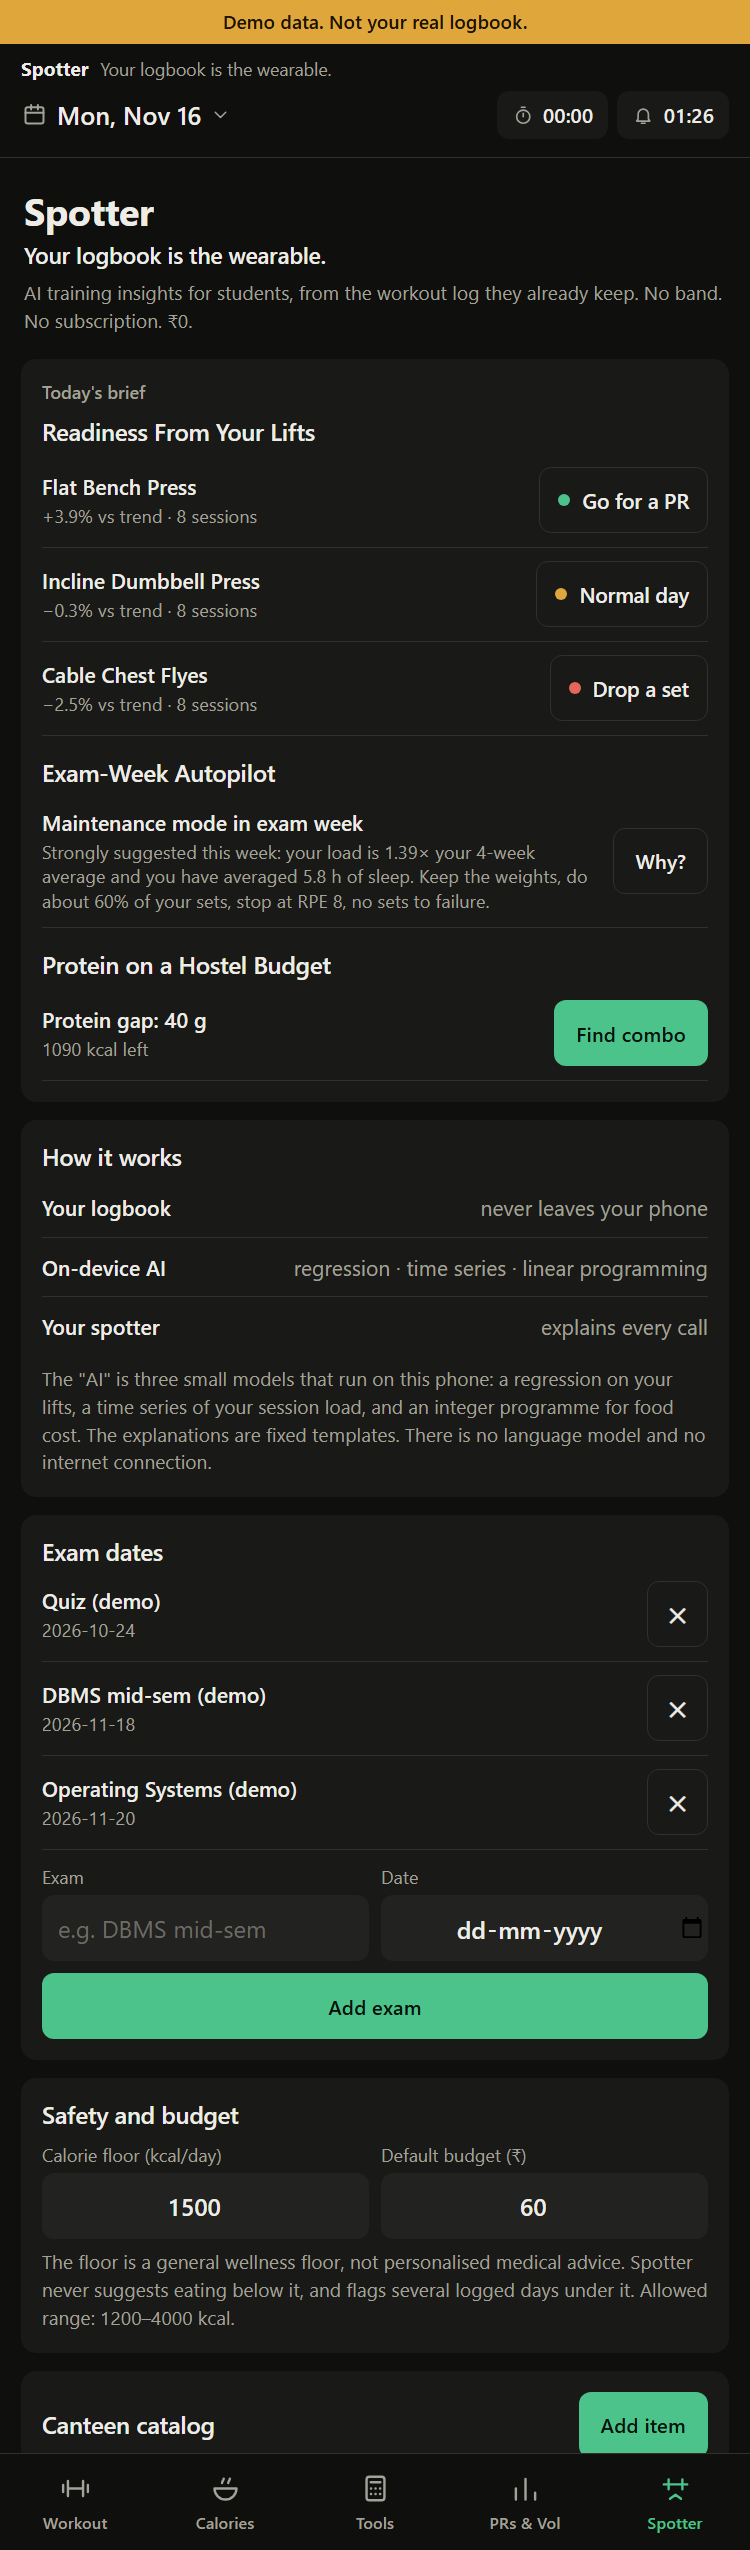 Demo data. Not your real logbook.
Spotter Your logbook is the wearable.
Mon, Nov 16
00:00
01:26
Spotter
Your logbook is the wearable.
AI training insights for students, from the workout log they already keep. No band.
No subscription. ₹0.
Today's brief
Readiness From Your Lifts
Flat Bench Press
+3.9% vs trend · 8 sessions
Go for a PR
Incline Dumbbell Press
−0.3% vs trend · 8 sessions
Normal day
Cable Chest Flyes
−2.5% vs trend · 8 sessions
Drop a set
Exam-Week Autopilot
Maintenance mode in exam week
Strongly suggested this week: your load is 1.39× your 4-week
average and you have averaged 5.8 h of sleep. Keep the weights, do
about 60% of your sets, stop at RPE 8, no sets to failure.
Why?
Protein on a Hostel Budget
Protein gap: 40 g
1090 kcal left
Find combo
How it works
Your logbook never leaves your phone
On-device AI regression · time series · linear programming
Your spotter explains every call
The "AI" is three small models that run on this phone: a regression on your
lifts, a time series of your session load, and an integer programme for food
cost. The explanations are fixed templates. There is no language model and no
internet connection.
Exam dates
Quiz (demo)
2026-10-24
DBMS mid-sem (demo)
2026-11-18
Operating Systems (demo)
2026-11-20
Exam Date
e.g. DBMS mid-sem dd-mm-yyyy
Add exam
Safety and budget
Calorie floor (kcal/day) Default budget (₹)
1500 60
The floor is a general wellness floor, not personalised medical advice. Spotter
never suggests eating below it, and flags several logged days under it. Allowed
range: 1200–4000 kcal.
Canteen catalog
Add item
Workout Calories Tools PRs & Vol Spotter